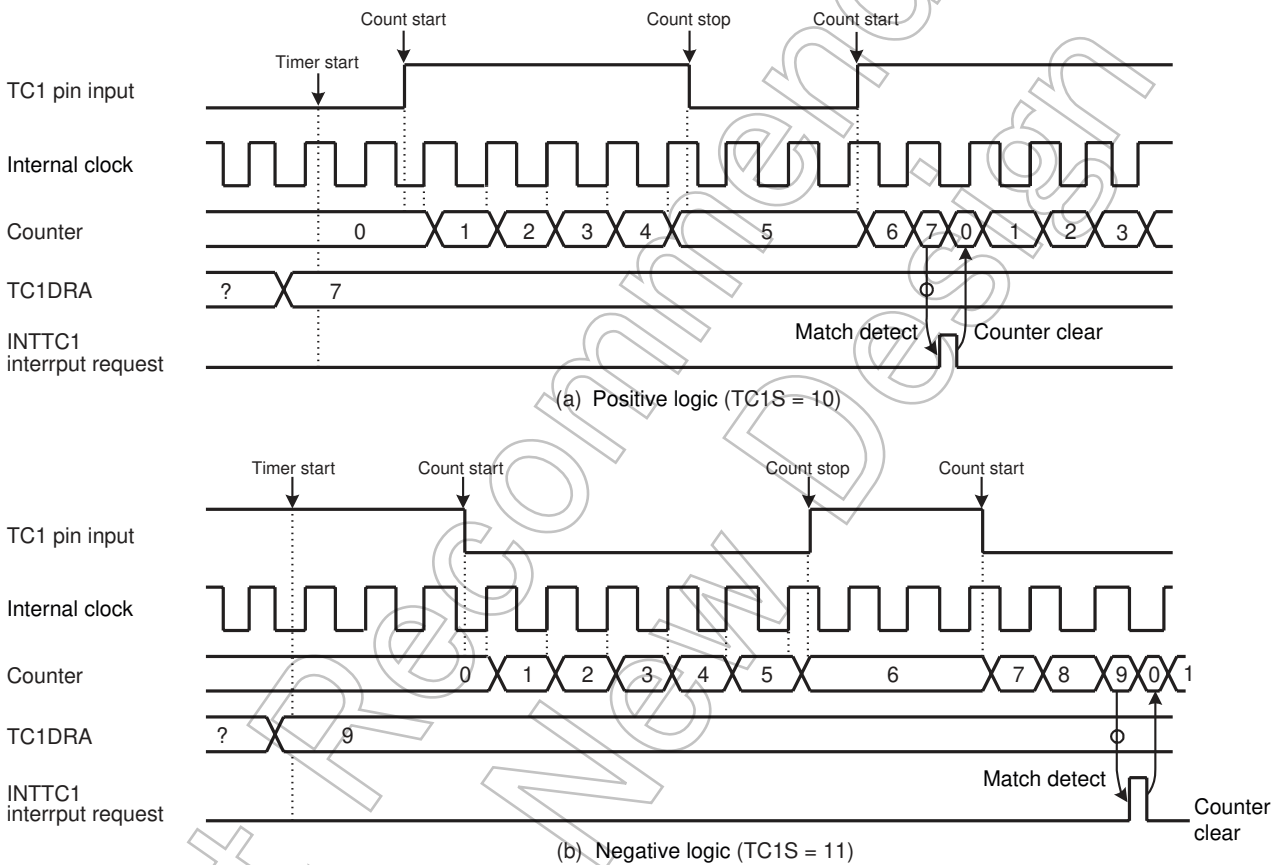 Count start Count stop Count start
Timer start
TC1 pin input
Internal clock
Counter 0 1 2 3 4 5 6 7 0 1 2 3
TC1DRA ? 7
Match detect Counter clear
INTTC1
interrput request
(a) Positive logic (TC1S = 10)
Timer start Count start Count stop Count start
TC1 pin input
Internal clock
Counter 0 1 2 3 4 5 6 7 8 9 0 1
TC1DRA ? 9
Match detect
INTTC1
interrput request
Counter
clear
(b) Negative logic (TC1S = 11)
Recommend
New Design